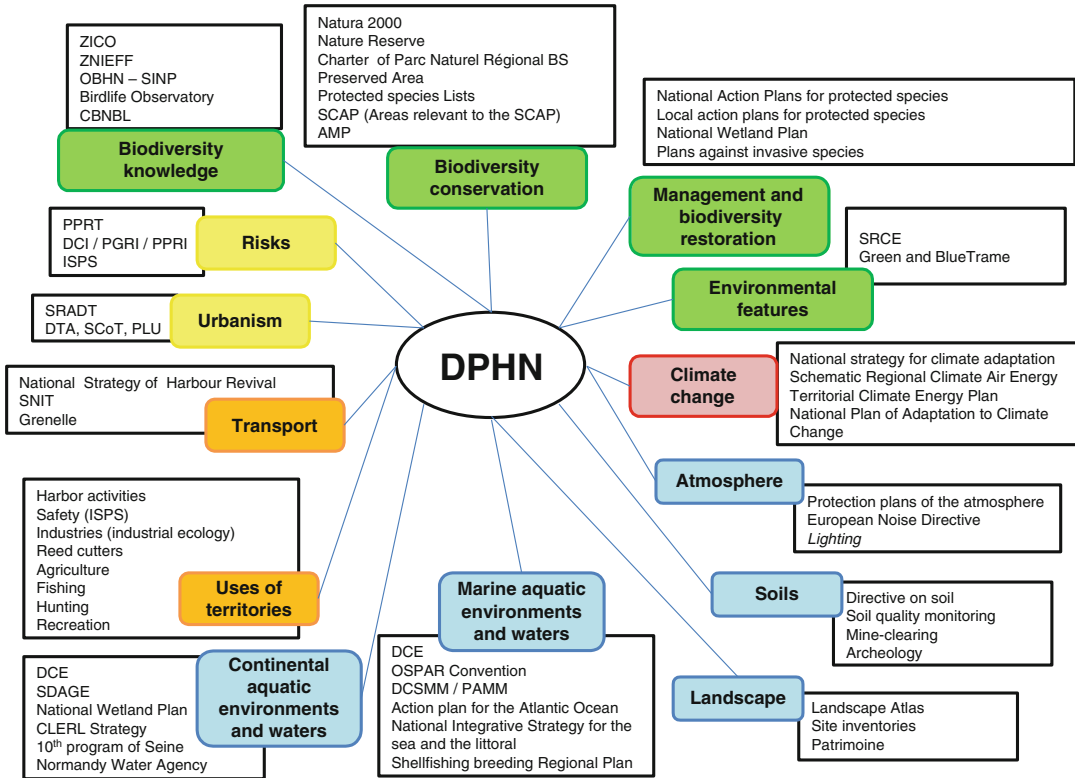 ZICO
ZNIEFF
OBHN – SINP
Birdlife Observatory
CBNBL
Biodiversity
knowledge
Natura 2000
Nature Reserve
Charter of Parc Naturel Régional BS
Preserved Area
Protected species Lists
SCAP (Areas relevant to the SCAP)
AMP
Biodiversity
conservation
National Action Plans for protected species
Local action plans for protected species
National Wetland Plan
Plans against invasive species
Management and
biodiversity
restoration
PPRT
DCI / PGRI / PPRI
ISPS
Risks
SRCE
Green and BlueTrame
Environmental
features
SRADT
DTA, SCoT, PLU
Urbanism
DPHN
Climate
change
National strategy for climate adaptation
Schematic Regional Climate Air Energy
Territorial Climate Energy Plan
National Plan of Adaptation to Climate
Change
National Strategy of Harbour Revival
SNIT
Grenelle
Transport
Atmosphere
Protection plans of the atmosphere
European Noise Directive
Lighting
Harbor activities
Safety (ISPS)
Industries (industrial ecology)
Reed cutters
Agriculture
Fishing
Hunting
Recreation
Uses of
territories
Marine aquatic
environments
and waters
Soils
Directive on soil
Soil quality monitoring
Mine-clearing
Archeology
DCE
SDAGE
National Wetland Plan
CLERL Strategy
10th program of Seine
Normandy Water Agency
Continental
aquatic
environments
and waters
DCE
OSPAR Convention
DCSMM / PAMM
Action plan for the Atlantic Ocean
National Integrative Strategy for the
sea and the littoral
Shellfishing breeding Regional Plan
Landscape
Landscape Atlas
Site inventories
Patrimoine